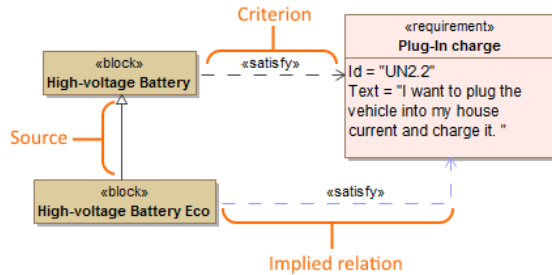 Criterion
«requirement»
Plug-In charge
Id = "UN2.2"
Text = "I want to plug the
vehicle into my house
current and charge it. "
«block»
High-voltage Battery
«satisfy»
Source
«block»
High-voltage Battery Eco
«satisfy»
Implied relation